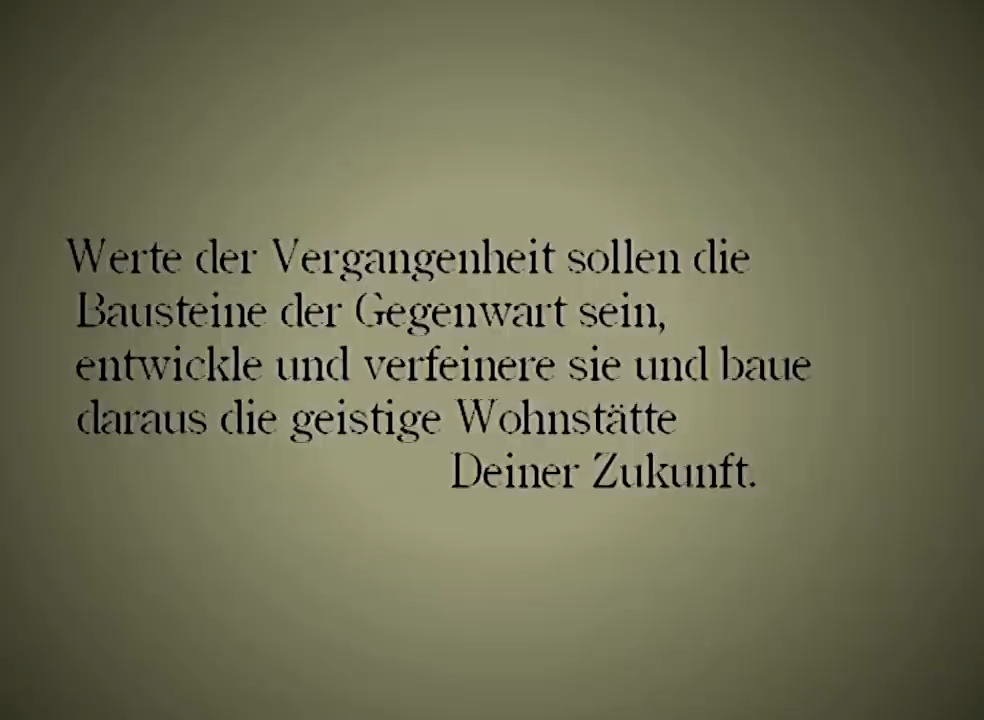 Werte der Vergangenheit sollen die
Bausteine der Gegenwart sein,
entwickle und verfeinere sie und baue
daraus die geistige Wohnstätte
Deiner Zukunft.